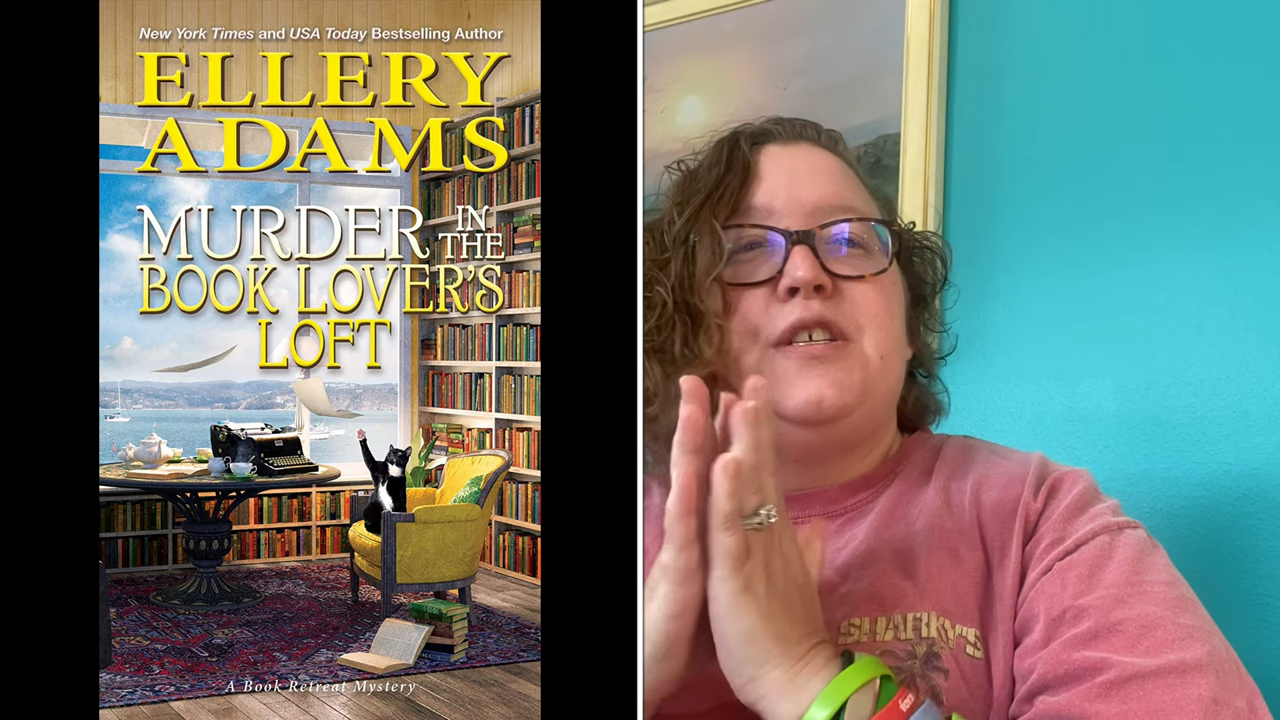 New York Times and USA Today Bestselling Author
ELLERY
ADAMS
MURDER IN THE
BOOK LOVER'S
LOFT
A Book Retreat Mystery
SHARKY'S